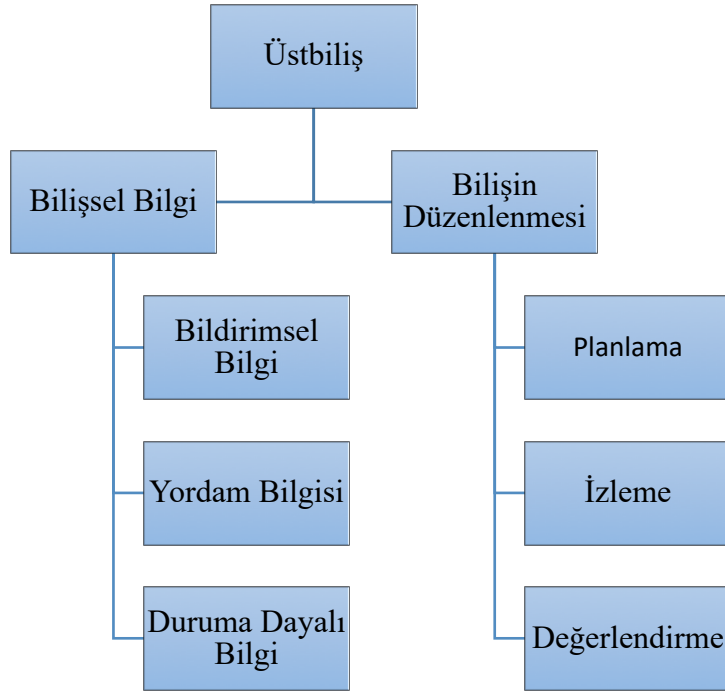 Üstbiliş
Bilişsel Bilgi
Bilişin
Düzenlenmesi
Bildirimsel
Bilgi
Yordam Bilgisi
Duruma Dayalı
Bilgi
Planlama
İzleme
Değerlendirme